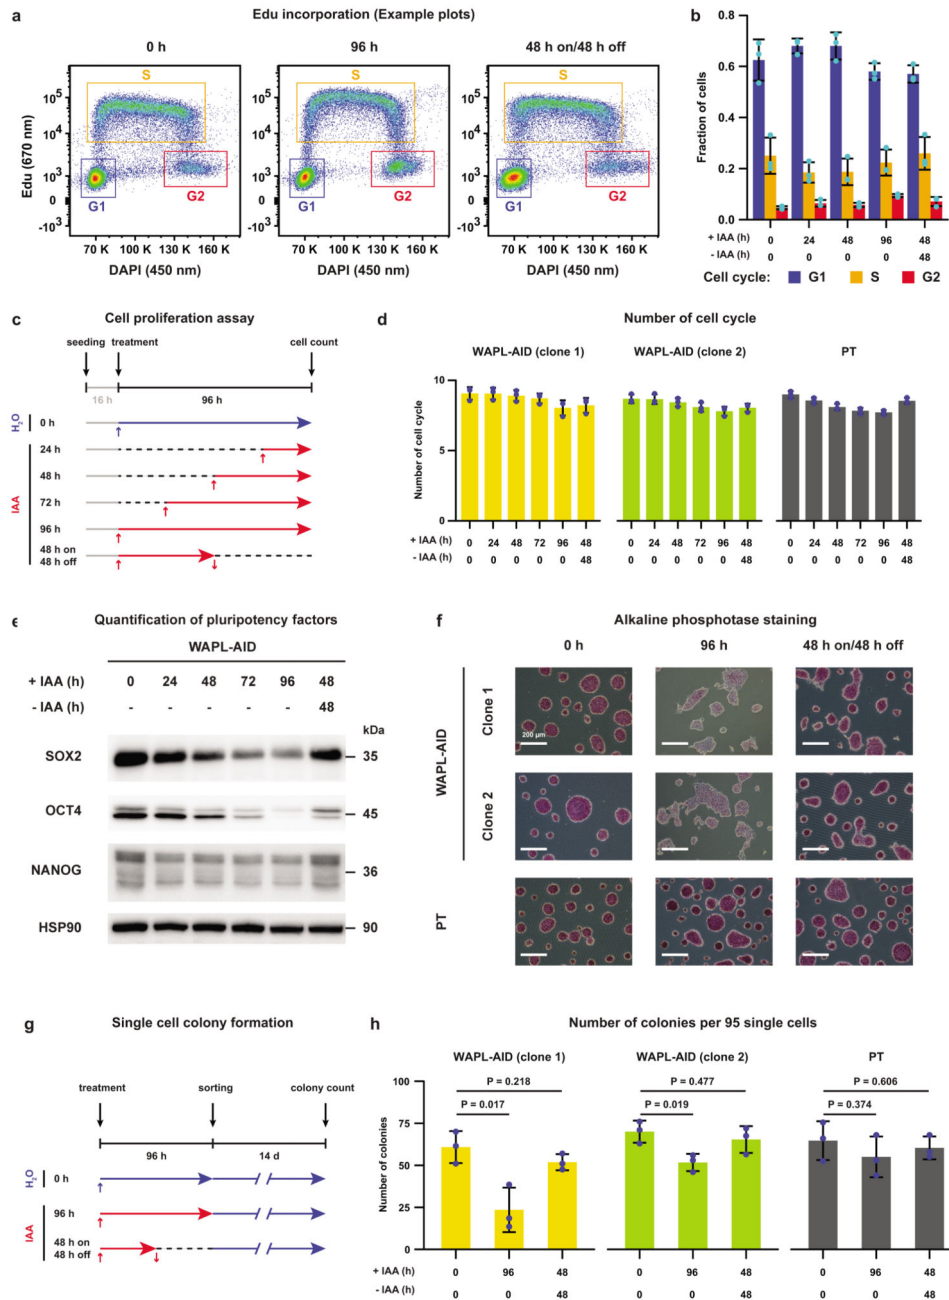 a
Edu incorporation (Example plots)
0 h
96 h
48 h on/48 h off
Edu (670 nm)
10⁵
10⁴
10³
0
-10³
S
G1
G2
S
G1
G2
S
G1
G2
70 K 100 K 130 K 160 K
70 K 100 K 130 K 160 K
70 K 100 K 130 K 160 K
DAPI (450 nm)
DAPI (450 nm)
DAPI (450 nm)
b
Fraction of cells
0.8
0.6
0.4
0.2
0.0
+ IAA (h) 0 24 48 96 48
- IAA (h) 0 0 0 0 48
Cell cycle: G1 S G2
c
Cell proliferation assay
seeding treatment cell count
16 h 96 h
H₂O
0 h
IAA
24 h
48 h
72 h
96 h
48 h on
48 h off
d
Number of cell cycle
WAPL-AID (clone 1)
WAPL-AID (clone 2)
PT
Number of cell cycle
10
5
0
+ IAA (h) 0 24 48 72 96 48 0 24 48 72 96 48 0 24 48 72 96 48
- IAA (h) 0 0 0 0 0 48 0 0 0 0 0 48 0 0 0 0 0 48
e
Quantification of pluripotency factors
WAPL-AID
+ IAA (h) 0 24 48 72 96 48
- IAA (h) - - - - - 48
kDa
SOX2 35
OCT4 45
NANOG 36
HSP90 90
f
Alkaline phosphotase staining
0 h 96 h 48 h on/48 h off
WAPL-AID
Clone 1
200 µm
Clone 2
PT
g
Single cell colony formation
treatment sorting colony count
96 h 14 d
H₂O
0 h
IAA
96 h
48 h on
48 h off
h
Number of colonies per 95 single cells
WAPL-AID (clone 1)
WAPL-AID (clone 2)
PT
Number of colonies
100
75
50
25
0
P = 0.218
P = 0.017
P = 0.477
P = 0.019
P = 0.606
P = 0.374
+ IAA (h) 0 96 48 0 96 48 0 96 48
- IAA (h) 0 0 48 0 0 48 0 0 48